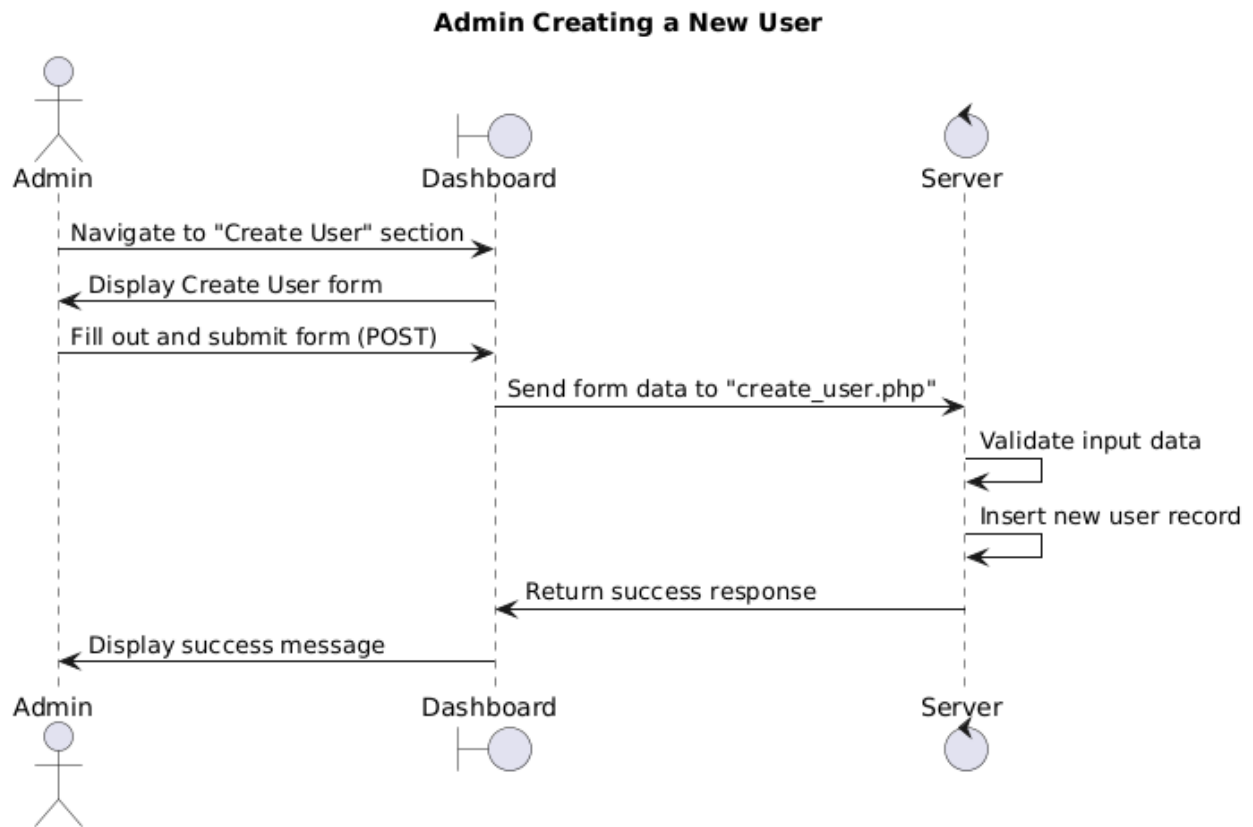 Admin Creating a New User
Admin
Dashboard
Server
Navigate to "Create User" section
Display Create User form
Fill out and submit form (POST)
Send form data to "create_user.php"
Validate input data
Insert new user record
Return success response
Display success message
Admin
Dashboard
Server